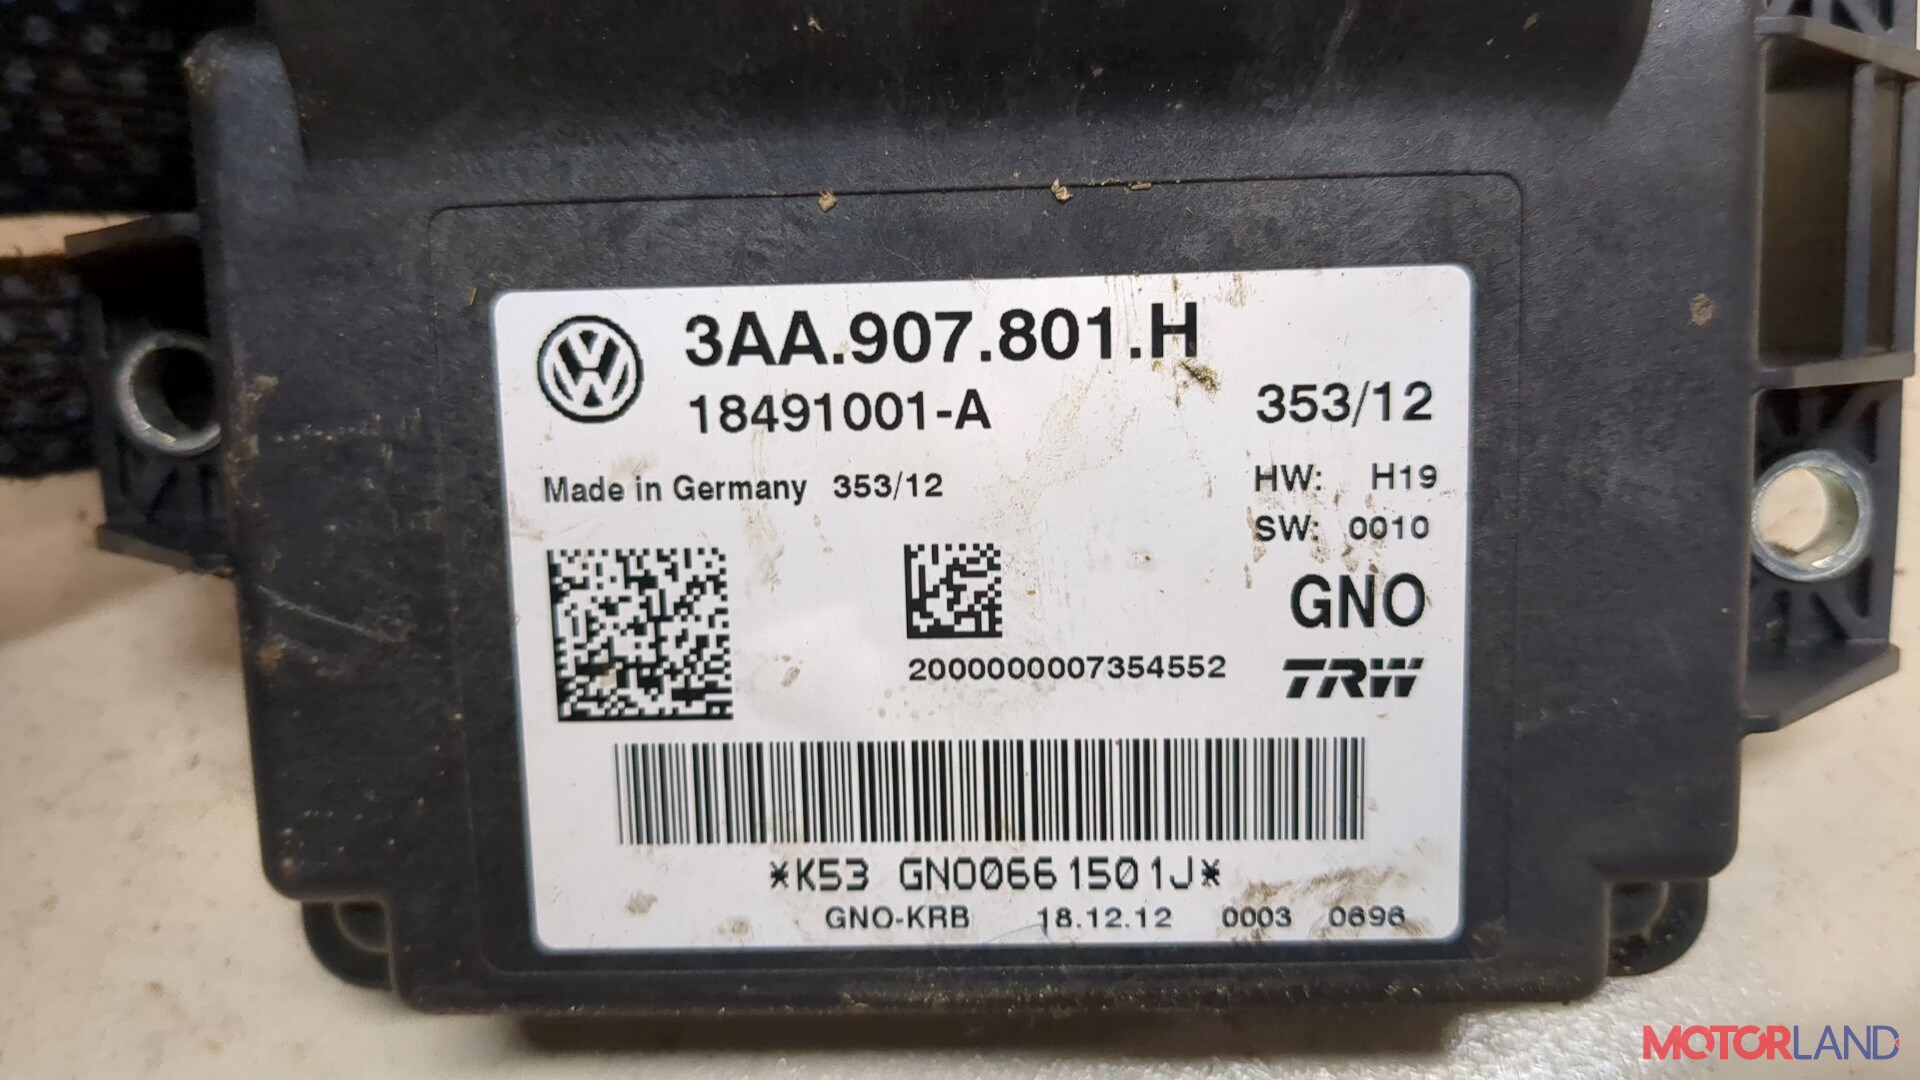 3AA.907.801.H
18491001-A
353/12
Made in Germany 353/12
HW: H19
SW: 0010
GNO
2000000007354552
TRW
*K53 GNO0661501J*
GNO-KRB 18.12.12 0003 0696
MOTORLAND